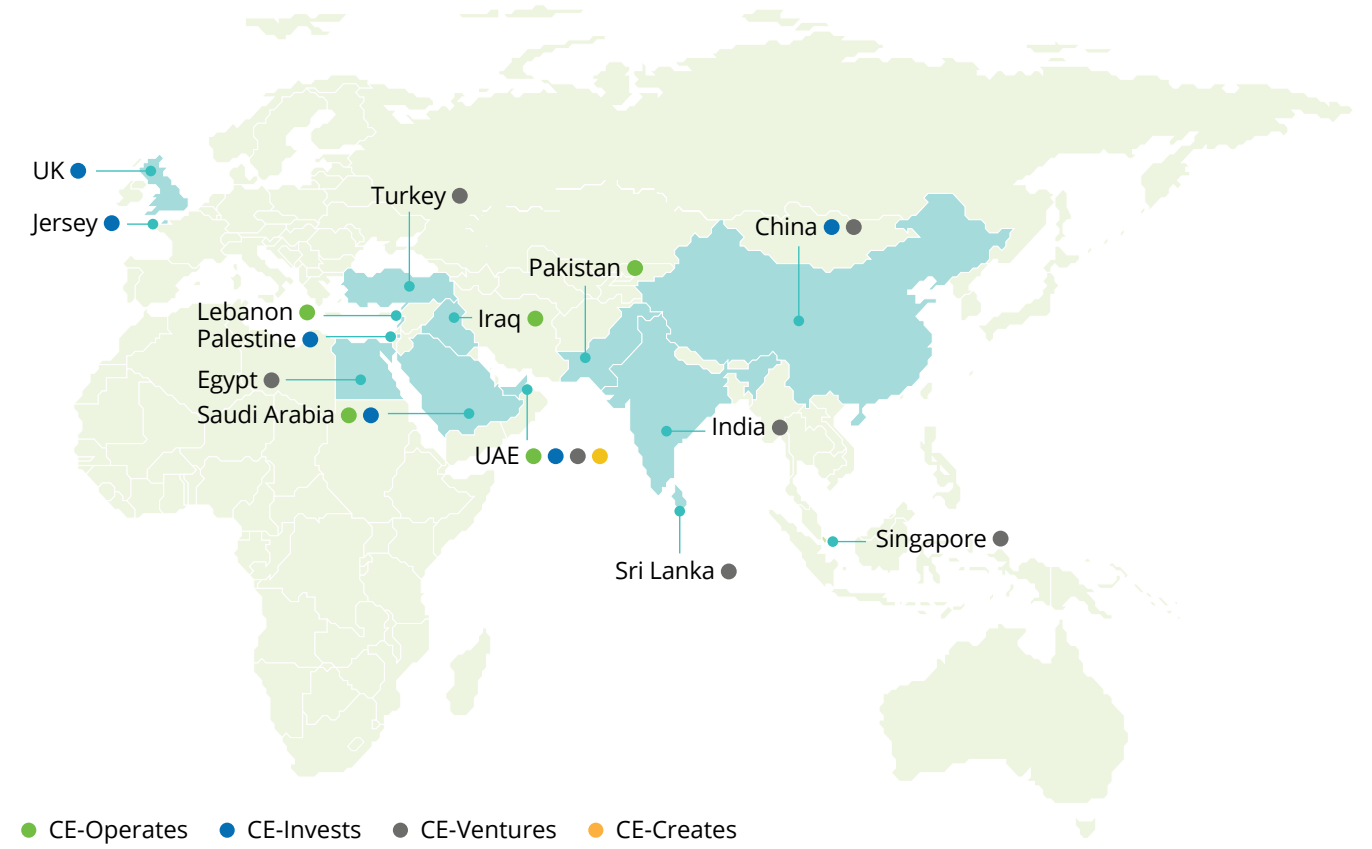 UK
Jersey
Turkey
China
Pakistan
Lebanon
Iraq
Palestine
Egypt
Saudi Arabia
India
UAE
Singapore
Sri Lanka
CE-Operates CE-Invests CE-Ventures CE-Creates